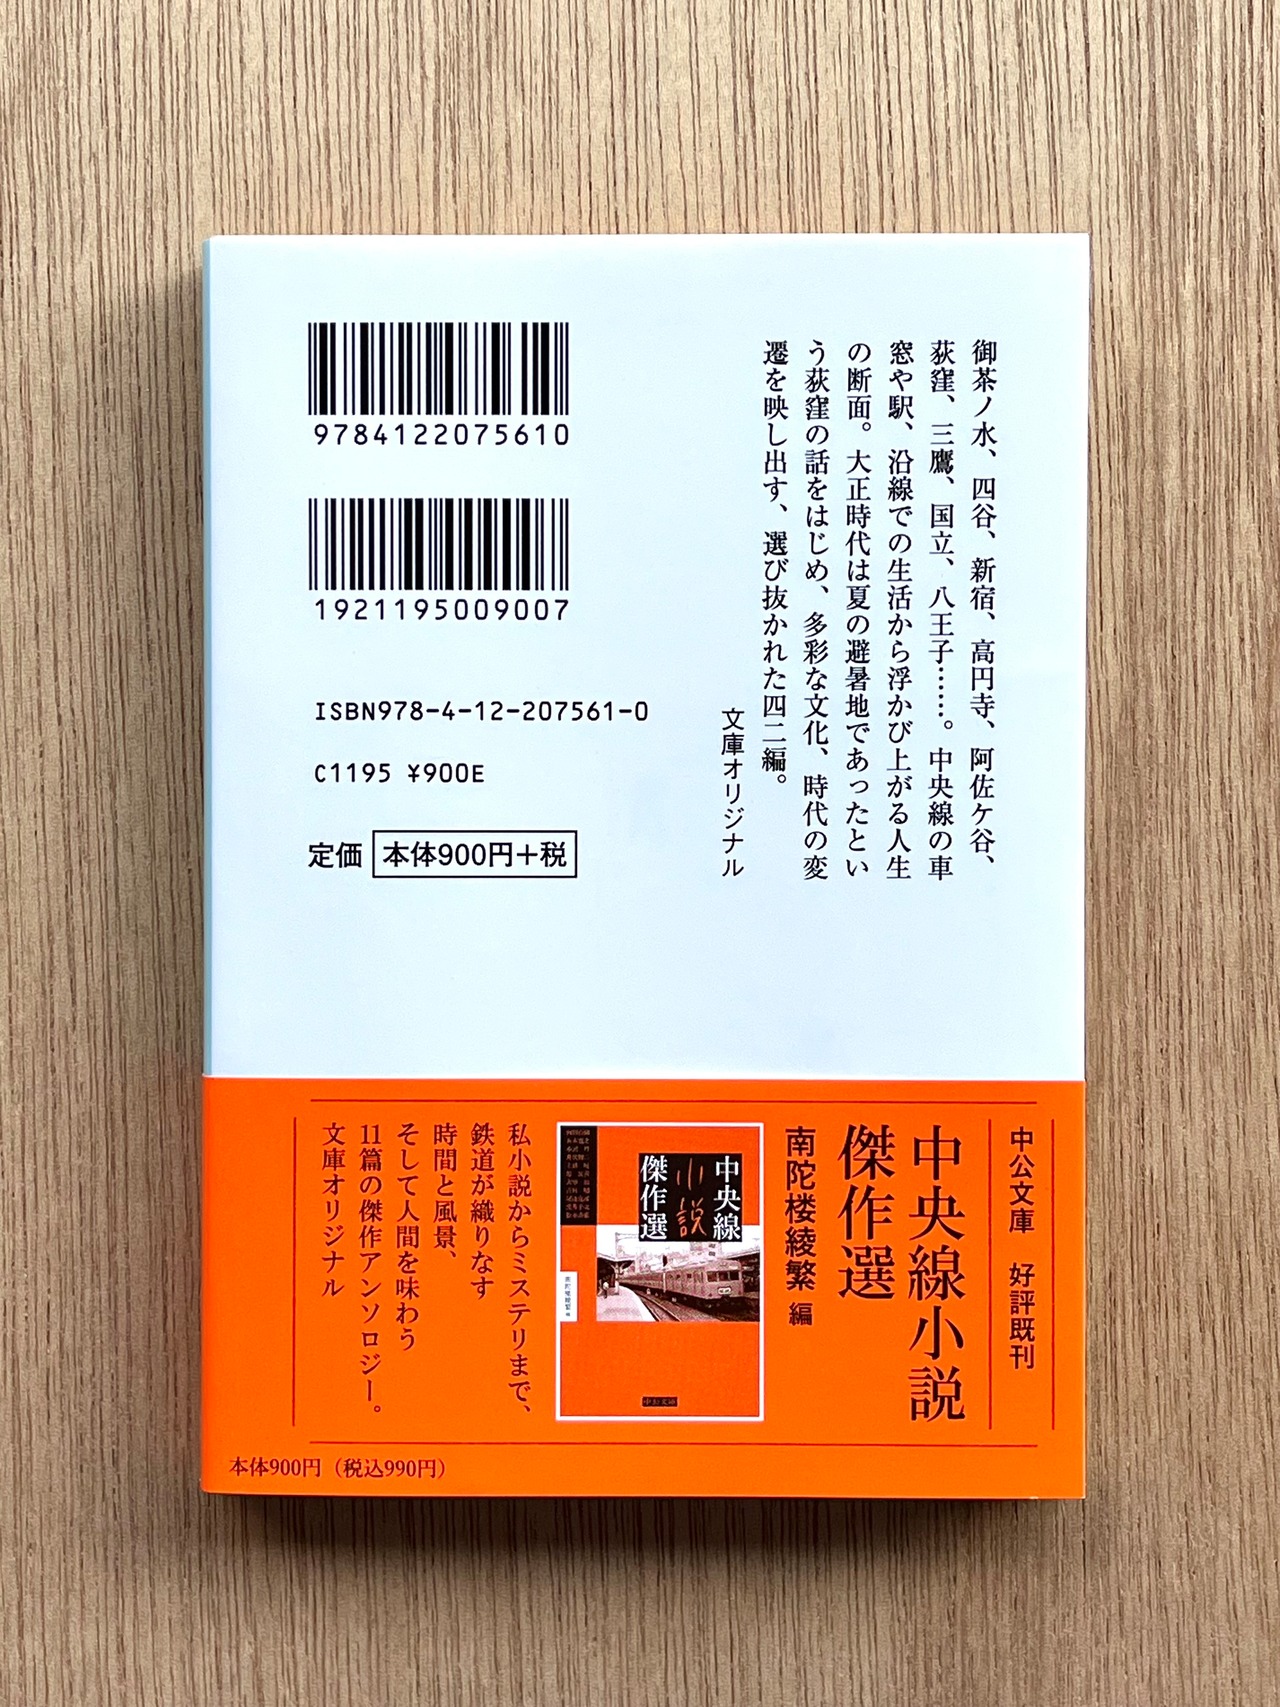 御茶ノ水、四谷、新宿、高円寺、阿佐ケ谷、
荻窪、三鷹、国立、八王子……。中央線の車
窓や駅、沿線での生活から浮かび上がる人生
の断面。大正時代は夏の避暑地であったとい
う荻窪の話をはじめ、多彩な文化、時代の変
遷を映し出す、選び抜かれた四二編。
文庫オリジナル
9784122075610
1921195009007
ISBN978-4-12-207561-0
C1195 ¥900E
定価 本体900円+税
中公文庫 好評既刊
中央線小説
傑作選
南陀楼綾繁 編
中央線
小説
傑作選
南陀楼綾繁 編
中公文庫
私小説からミステリまで、
鉄道が織りなす
時間と風景、
そして人間を味わう
11篇の傑作アンソロジー。
文庫オリジナル
本体900円（税込990円）